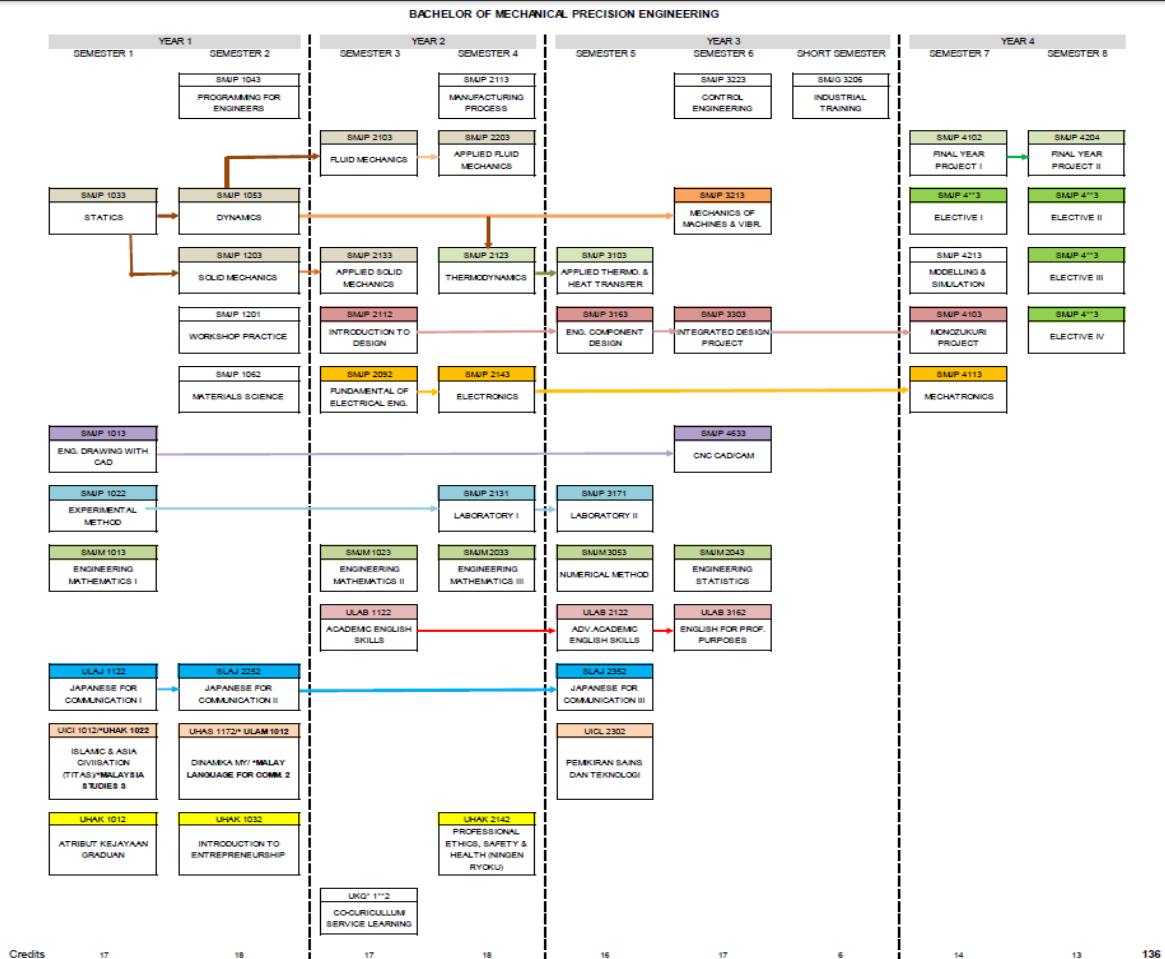 BACHELOR OF MECHANICAL PRECISION ENGINEERING
YEAR 1
YEAR 2
YEAR 3
YEAR 4
SEMESTER 1
SEMESTER 2
SEMESTER 3
SEMESTER 4
SEMESTER 5
SEMESTER 6
SHORT SEMESTER
SEMESTER 7
SEMESTER 8
SMJP 1043
PROGRAMMING FOR
ENGINEERS
SMJP 2113
MANUFACTURING
PROCESS
SMJP 3223
CONTROL
ENGINEERING
SMJG 3206
INDUSTRIAL
TRAINING
SMJP 2103
FLUID MECHANICS
SMJP 2203
APPLIED FLUID
MECHANICS
SMJP 4102
FINAL YEAR
PROJECT I
SMJP 4204
FINAL YEAR
PROJECT II
SMJP 1033
STATICS
SMJP 1053
DYNAMICS
SMJP 3213
MECHANICS OF
MACHINES & VIBR.
SMJP 4**3
ELECTIVE I
SMJP 4**3
ELECTIVE II
SMJP 1203
SOLID MECHANICS
SMJP 2133
APPLIED SOLID
MECHANICS
SMJP 2123
THERMODYNAMICS
SMJP 3103
APPLIED THERMO. &
HEAT TRANSFER
SMJP 4213
MODELLING &
SIMULATION
SMJP 4**3
ELECTIVE III
SMJP 1201
WORKSHOP PRACTICE
SMJP 2112
INTRODUCTION TO
DESIGN
SMJP 3163
ENG. COMPONENT
DESIGN
SMJP 3303
INTEGRATED DESIGN
PROJECT
SMJP 4103
MONOZUKURI
PROJECT
SMJP 4**3
ELECTIVE IV
SMJP 1062
MATERIALS SCIENCE
SMJP 2092
FUNDAMENTAL OF
ELECTRICAL ENG.
SMJP 2143
ELECTRONICS
SMJP 4113
MECHATRONICS
SMJP 1013
ENG. DRAWING WITH
CAD
SMJP 4633
CNC CAD/CAM
SMJP 1022
EXPERIMENTAL
METHOD
SMJP 2131
LABORATORY I
SMJP 3171
LABORATORY II
SMJM 1013
ENGINEERING
MATHEMATICS I
SMJM 1023
ENGINEERING
MATHEMATICS II
SMJM 2033
ENGINEERING
MATHEMATICS III
SMJM 3053
NUMERICAL METHOD
SMJM 2043
ENGINEERING
STATISTICS
ULAB 1122
ACADEMIC ENGLISH
SKILLS
ULAB 2122
ADV.ACADEMIC
ENGLISH SKILLS
ULAB 3162
ENGLISH FOR PROF.
PURPOSES
ULAJ 1122
JAPANESE FOR
COMMUNICATION I
SLAJ 2252
JAPANESE FOR
COMMUNICATION II
SLAJ 2352
JAPANESE FOR
COMMUNICATION III
UICI 1012/*UHAK 1022
ISLAMIC & ASIA
CIVIISATION
(TITAS)/*MALAYSIA
STUDIES 3
UHAS 1172/* ULAM 1012
DINAMIKA MY/ *MALAY
LANGUAGE FOR COMM. 2
UICL 2302
PEMIKIRAN SAINS
DAN TEKNOLOGI
UHAK 1012
ATRIBUT KEJAYAAN
GRADUAN
UHAK 1032
INTRODUCTION TO
ENTREPRENEURSHIP
UHAK 2142
PROFESSIONAL
ETHICS, SAFETY &
HEALTH (NINGEN
RYOKU)
UKQ* 1**2
CO-CURICULLUM/
SERVICE LEARNING
Credits 17 18 17 18 16 17 6 14 13 136